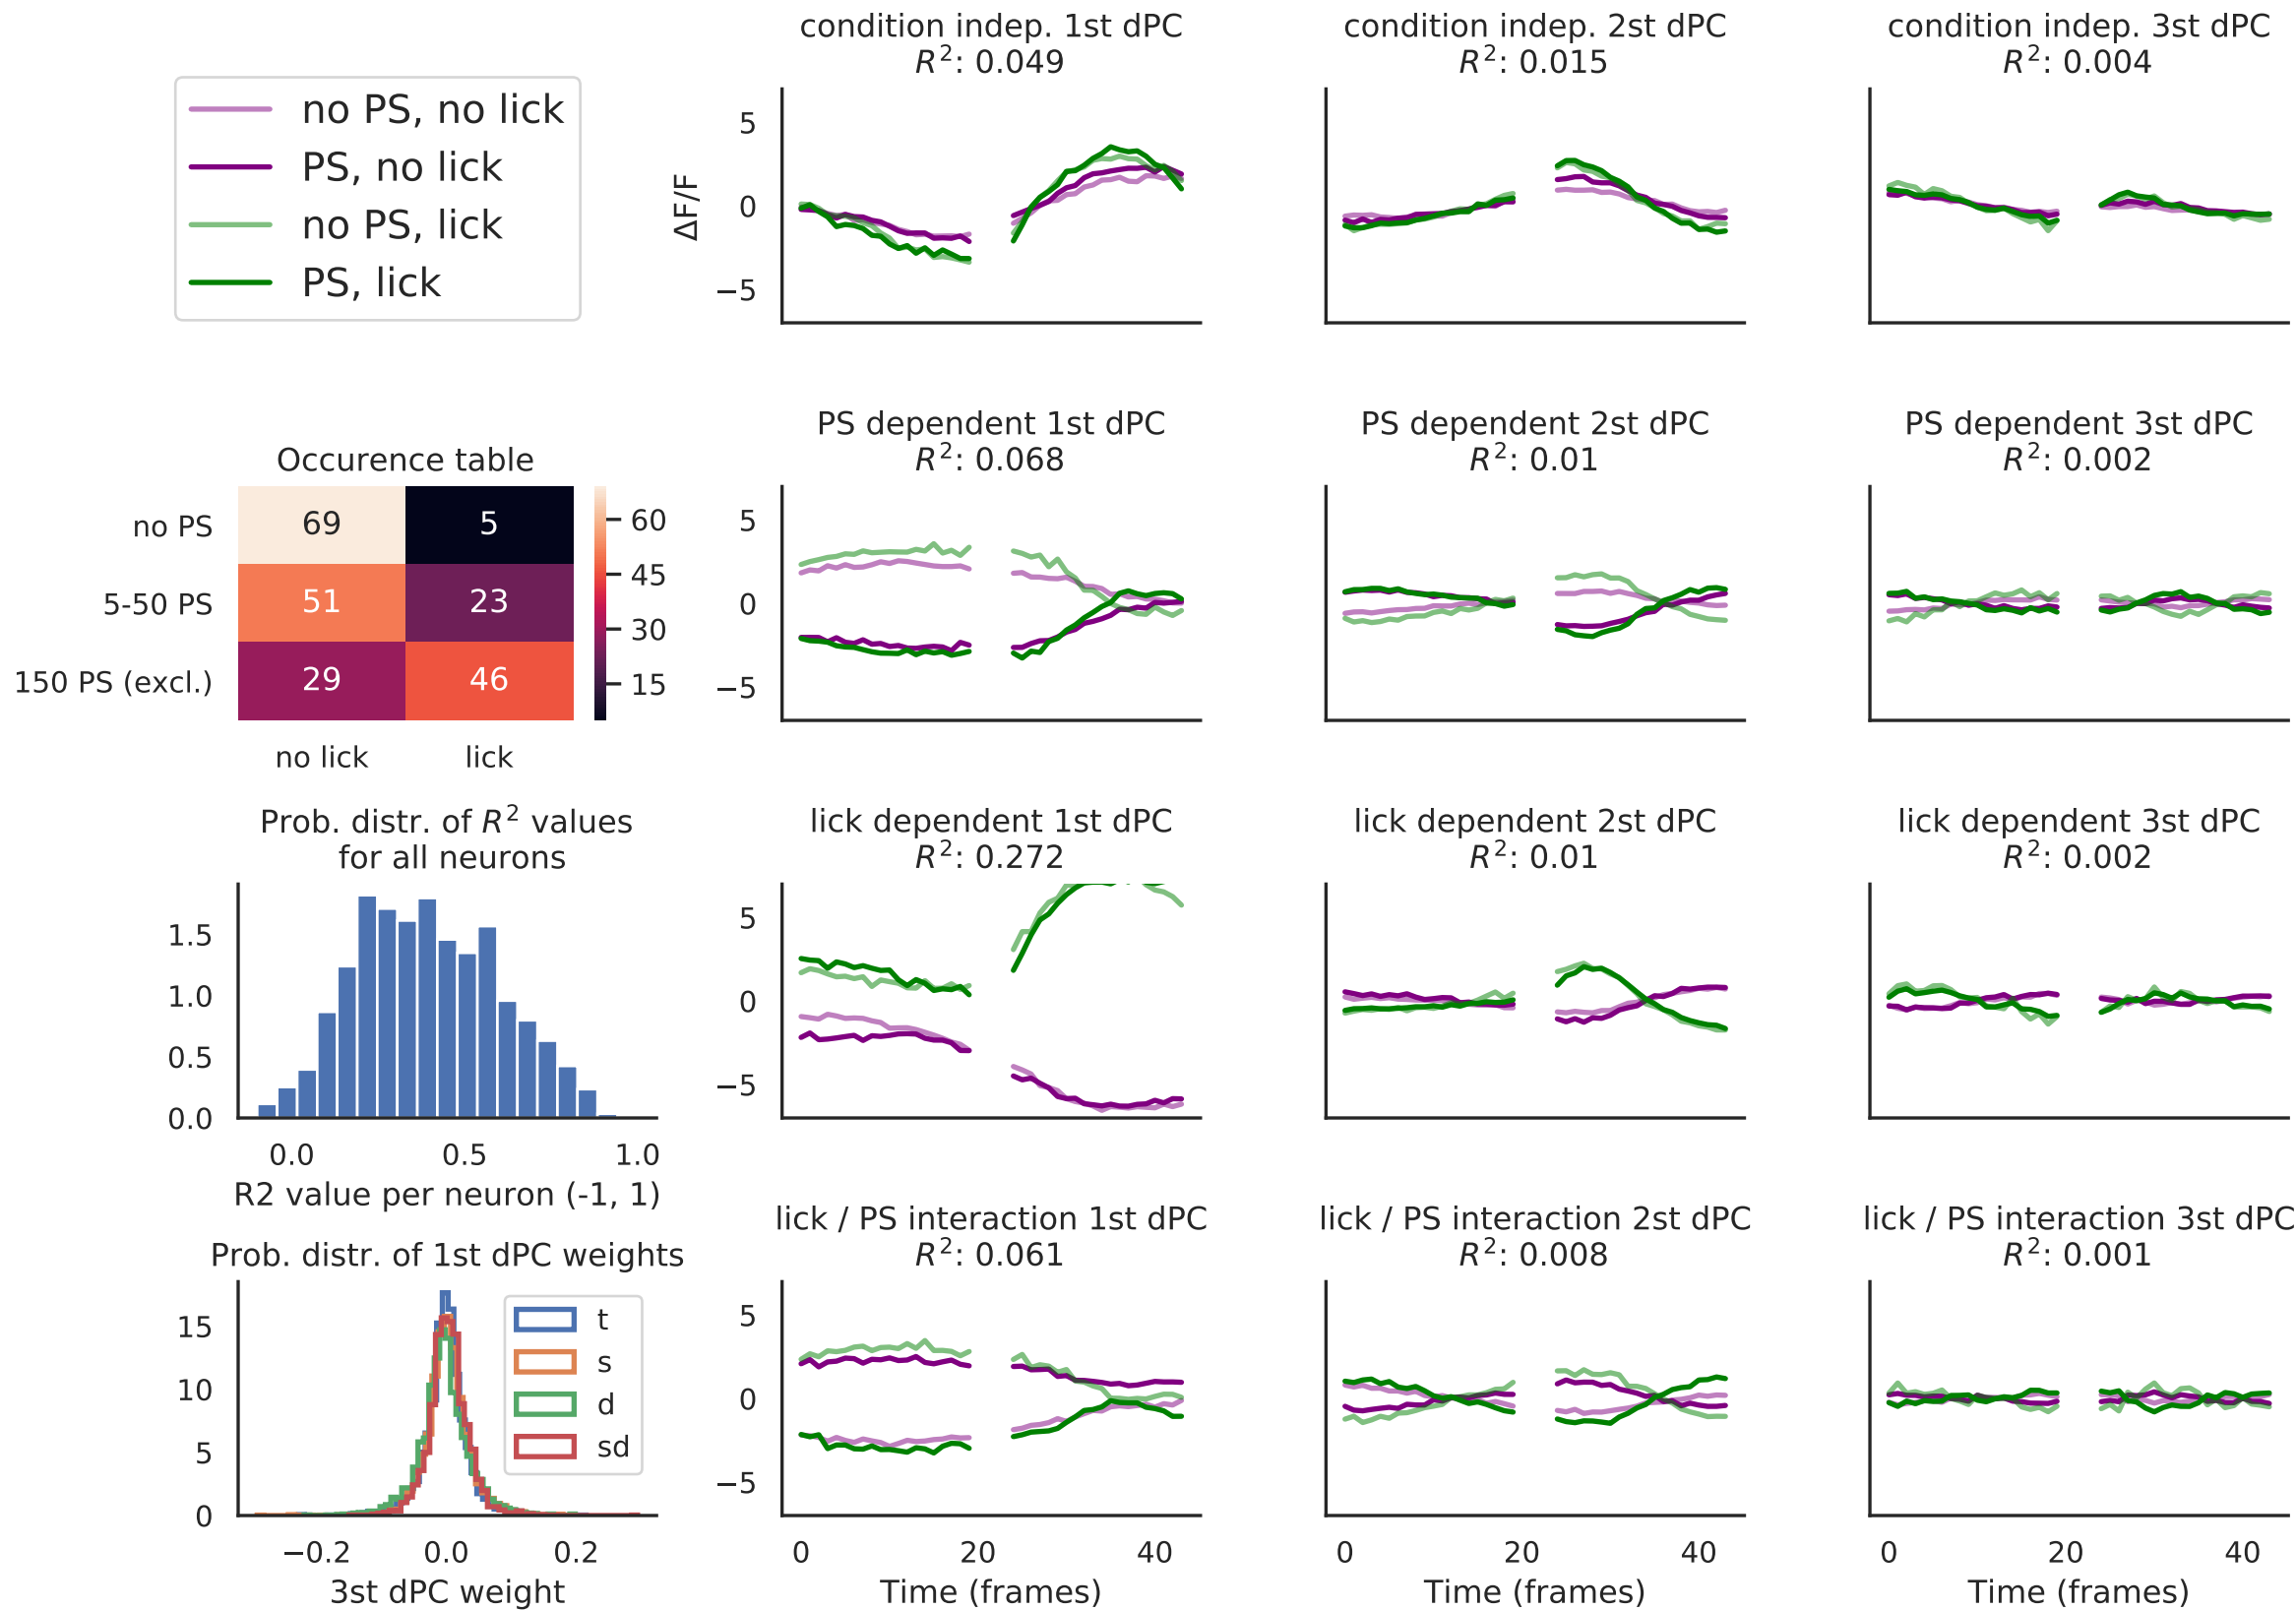 no PS, no lick
PS, no lick
no PS, lick
PS, lick
condition indep. 1st dPC
R²: 0.049
ΔF/F
5
0
−5
condition indep. 2st dPC
R²: 0.015
condition indep. 3st dPC
R²: 0.004
Occurence table
no PS
5-50 PS
150 PS (excl.)
69
5
51
23
29
46
no lick
lick
60
45
30
15
PS dependent 1st dPC
R²: 0.068
5
0
−5
PS dependent 2st dPC
R²: 0.01
PS dependent 3st dPC
R²: 0.002
Prob. distr. of R² values
for all neurons
1.5
1.0
0.5
0.0
0.0
0.5
1.0
R2 value per neuron (-1, 1)
lick dependent 1st dPC
R²: 0.272
5
0
−5
lick dependent 2st dPC
R²: 0.01
lick dependent 3st dPC
R²: 0.002
Prob. distr. of 1st dPC weights
15
10
5
0
t
s
d
sd
−0.2
0.0
0.2
3st dPC weight
lick / PS interaction 1st dPC
R²: 0.061
5
0
−5
0
20
40
Time (frames)
lick / PS interaction 2st dPC
R²: 0.008
0
20
40
Time (frames)
lick / PS interaction 3st dPC
R²: 0.001
0
20
40
Time (frames)